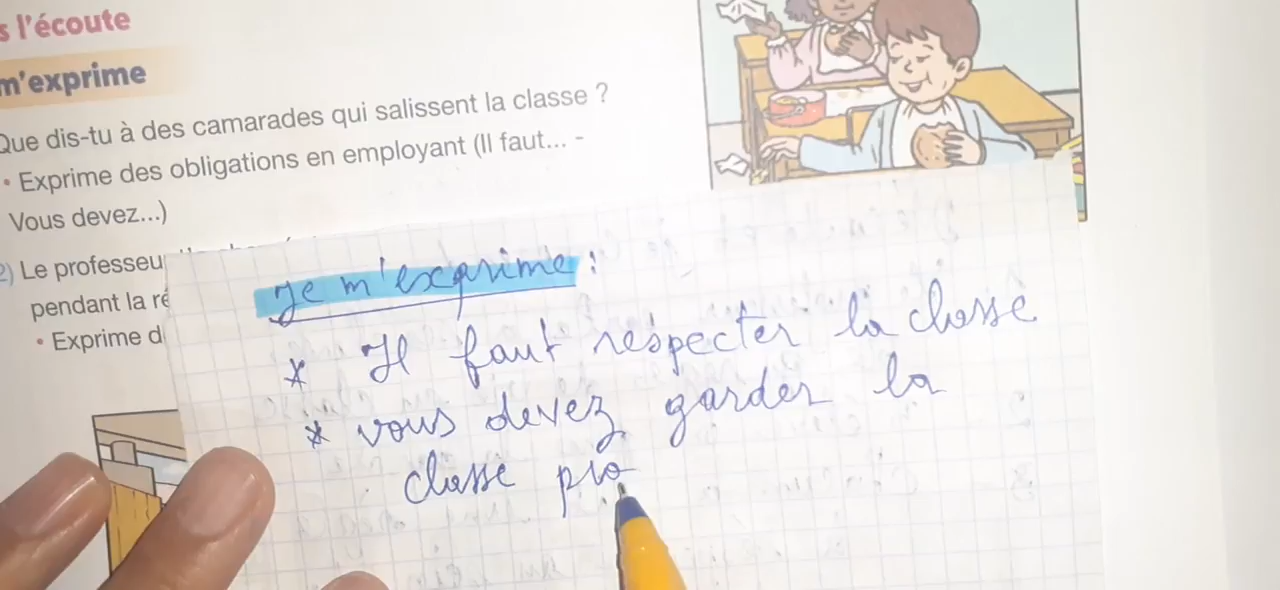 s l'écoute
m'exprime
Que dis-tu à des camarades qui salissent la classe ?
• Exprime des obligations en employant (Il faut... -
Vous devez...)
2) Le professeu
pendant la ré
• Exprime d
Je m'exprime :
* Il faut respecter la classe
* vous devez garder la
classe pro